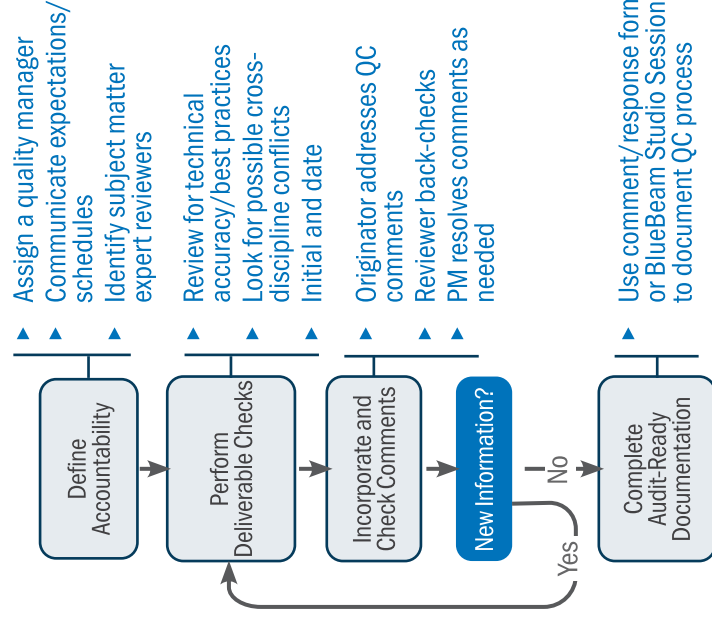 Define
Accountability
Assign a quality manager
Communicate expectations/
schedules
Identify subject matter
expert reviewers
Perform
Deliverable Checks
Review for technical
accuracy/best practices
Look for possible cross-
discipline conflicts
Initial and date
Incorporate and
Check Comments
Originator addresses QC
comments
Reviewer back-checks
PM resolves comments as
needed
New Information?
Yes
No
Complete
Audit-Ready
Documentation
Use comment/response form
or BlueBeam Studio Session
to document QC process